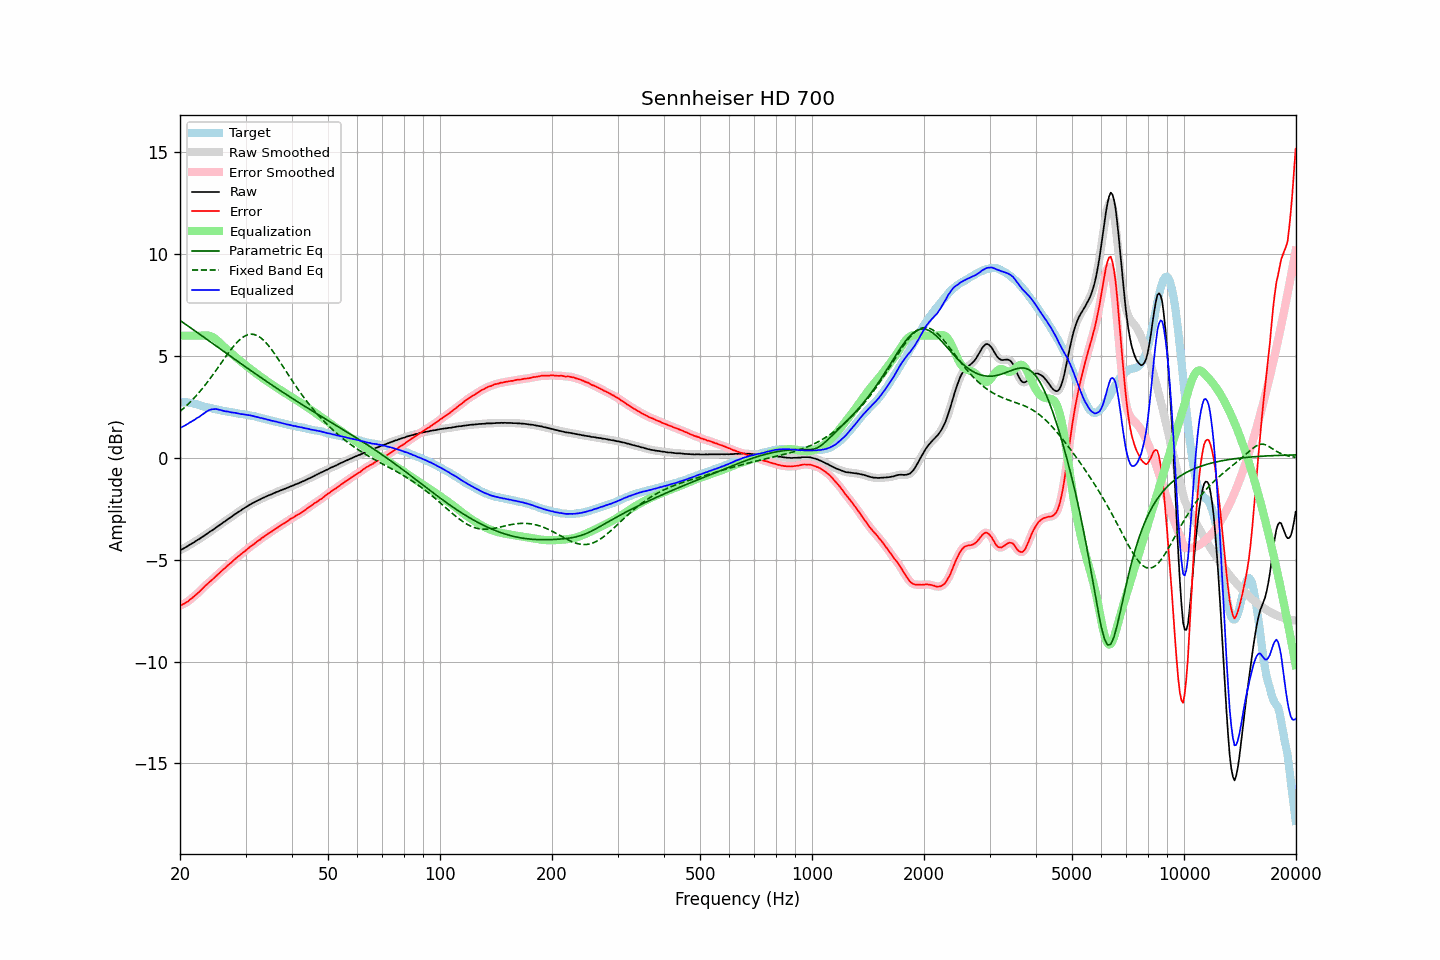 Sennheiser HD 700
Target
Raw Smoothed
Error Smoothed
Raw
Error
Equalization
Parametric Eq
Fixed Band Eq
Equalized
15
10
5
0
−5
−10
−15
Amplitude (dBr)
20
50
100
200
500
1000
2000
5000
10000
20000
Frequency (Hz)